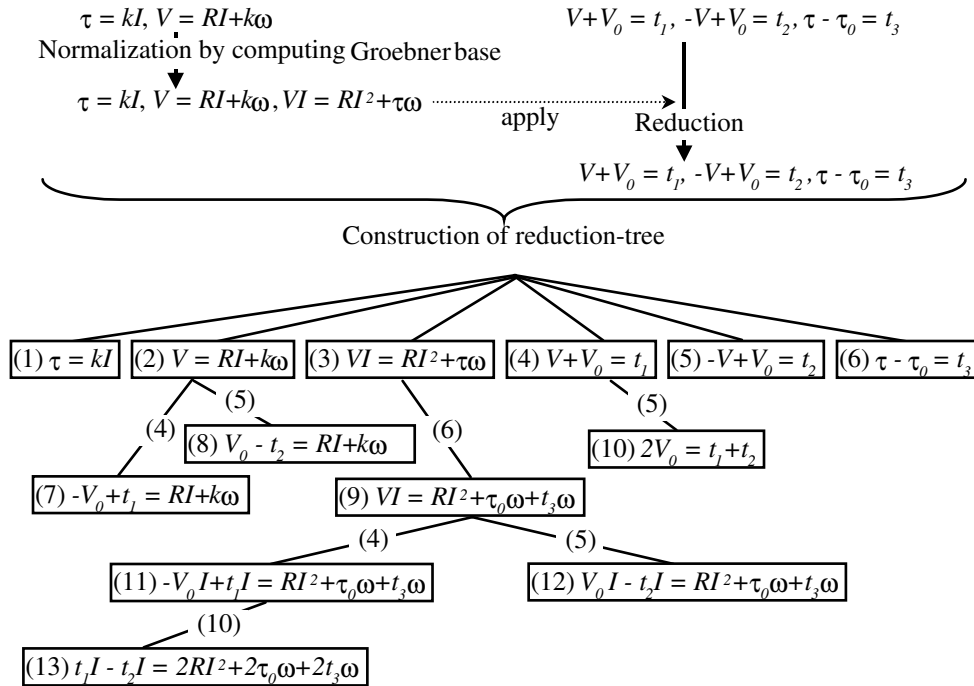 τ = kI, V = RI+kω
V+V₀ = t₁, -V+V₀ = t₂, τ - τ₀ = t₃
Normalization by computing Groebner base
τ = kI, V = RI+kω, VI = RI²+τω
apply
Reduction
V+V₀ = t₁, -V+V₀ = t₂, τ - τ₀ = t₃
Construction of reduction-tree
(1) τ = kI
(2) V = RI+kω
(3) VI = RI²+τω
(4) V+V₀ = t₁
(5) -V+V₀ = t₂
(6) τ - τ₀ = t₃
(4)
(5)
(6)
(5)
(8) V₀ - t₂ = RI+kω
(10) 2V₀ = t₁+t₂
(7) -V₀+t₁ = RI+kω
(9) VI = RI²+τ₀ω+t₃ω
(4)
(5)
(11) -V₀I+t₁I = RI²+τ₀ω+t₃ω
(12) V₀I - t₂I = RI²+τ₀ω+t₃ω
(10)
(13) t₁I - t₂I = 2RI²+2τ₀ω+2t₃ω